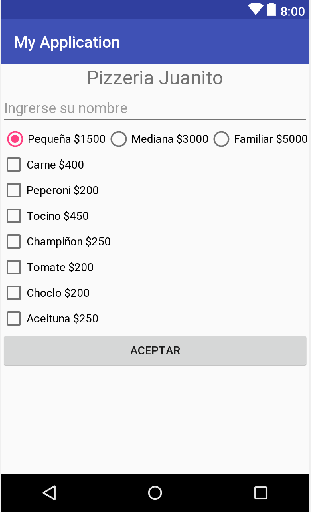 8:00
My Application
Pizzeria Juanito
Ingrerse su nombre
Pequeña $1500 Mediana $3000 Familiar $5000
Carne $400
Peperoni $200
Tocino $450
Champiñon $250
Tomate $200
Choclo $200
Aceituna $250
ACEPTAR